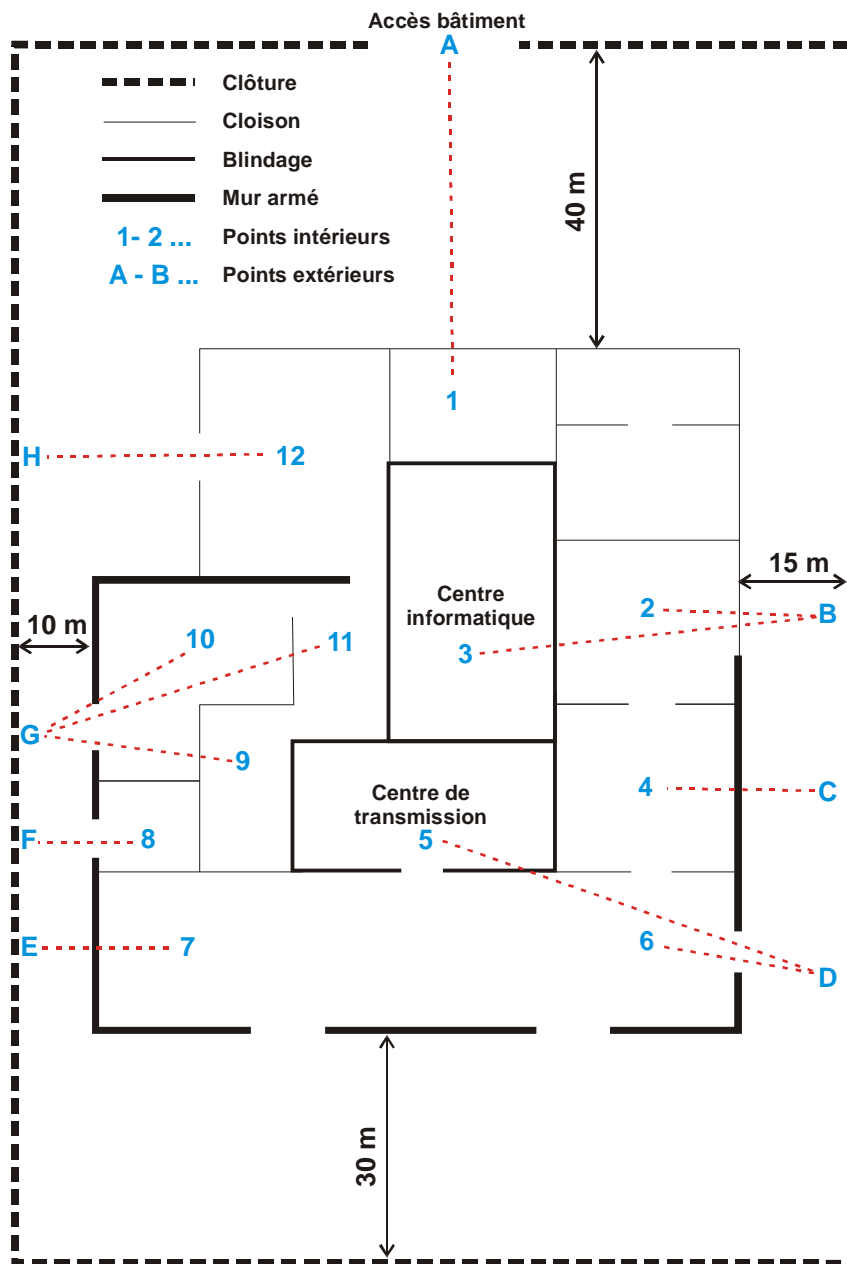 Accès bâtiment
A
Clôture
Cloison
Blindage
Mur armé
1- 2 ... Points intérieurs
A - B ... Points extérieurs
40 m
1
H
12
Centre
informatique
15 m
10 m
2
B
10
11
3
G
9
4
C
Centre de
transmission
F
8
5
E
7
6
D
30 m